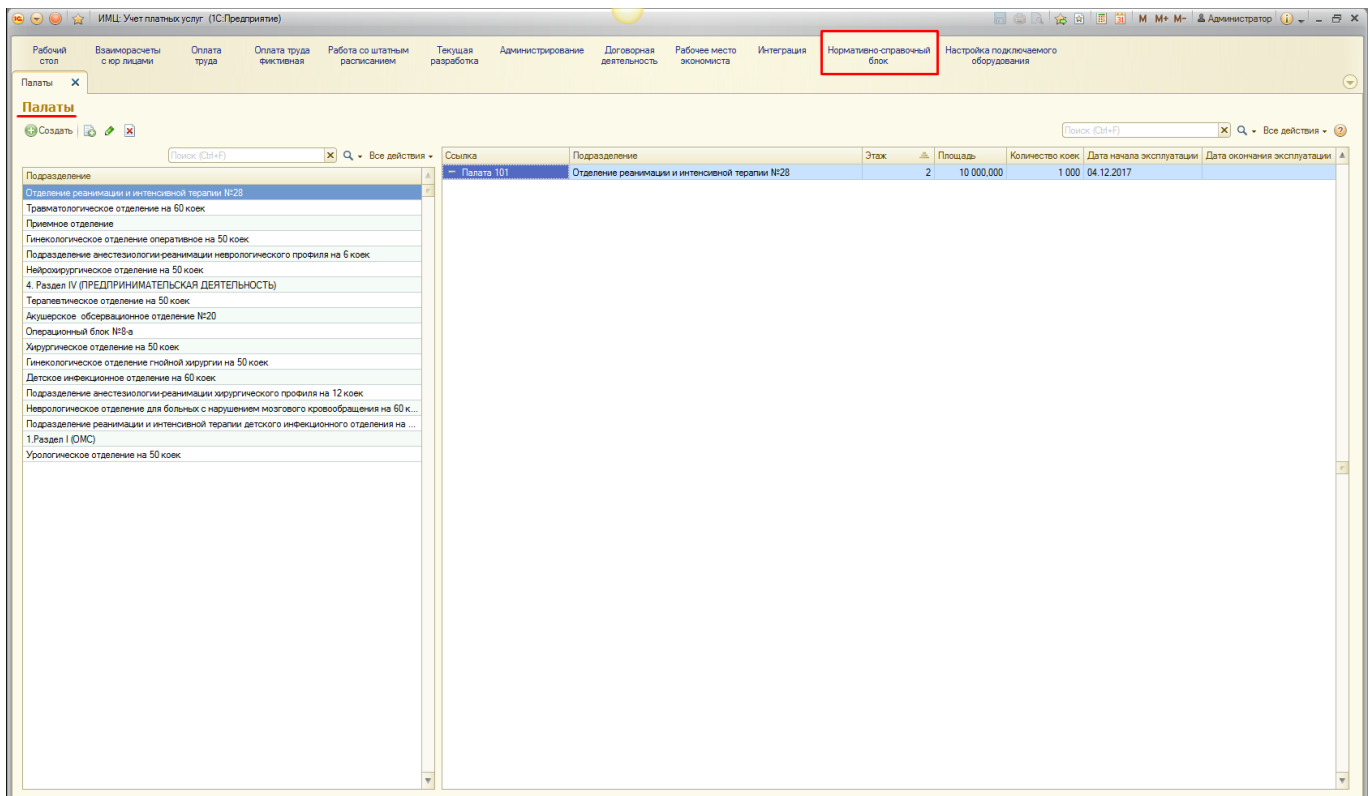 ИМЦ: Учет платных услуг (1С:Предприятие)
M M+ M- Администратор
Рабочий стол
Взаиморасчеты с юр лицами
Оплата труда
Оплата труда фиктивная
Работа со штатным расписанием
Текущая разработка
Администрирование
Договорная деятельность
Рабочее место экономиста
Интеграция
Нормативно-справочный блок
Настройка подключаемого оборудования
Палаты
Палаты
Создать
Поиск (Ctrl+F) Все действия
Поиск (Ctrl+F) Все действия
Подразделение
Отделение реанимации и интенсивной терапии №28
Травматологическое отделение на 60 коек
Приемное отделение
Гинекологическое отделение оперативное на 50 коек
Подразделение анестезиологии-реанимации неврологического профиля на 6 коек
Нейрохирургическое отделение на 50 коек
4. Раздел IV (ПРЕДПРИНИМАТЕЛЬСКАЯ ДЕЯТЕЛЬНОСТЬ)
Терапевтическое отделение на 50 коек
Акушерское обсервационное отделение №20
Операционный блок №8-а
Хирургическое отделение на 50 коек
Гинекологическое отделение гнойной хирургии на 50 коек
Детское инфекционное отделение на 60 коек
Подразделение анестезиологии-реанимации хирургического профиля на 12 коек
Неврологическое отделение для больных с нарушением мозгового кровообращения на 60 к...
Подразделение реанимации и интенсивной терапии детского инфекционного отделения на ...
1.Раздел I (ОМС)
Урологическое отделение на 50 коек
Ссылка Подразделение Этаж Площадь Количество коек Дата начала эксплуатации Дата окончания эксплуатации
Палата 101 Отделение реанимации и интенсивной терапии №28 2 10 000,000 1 000 04.12.2017